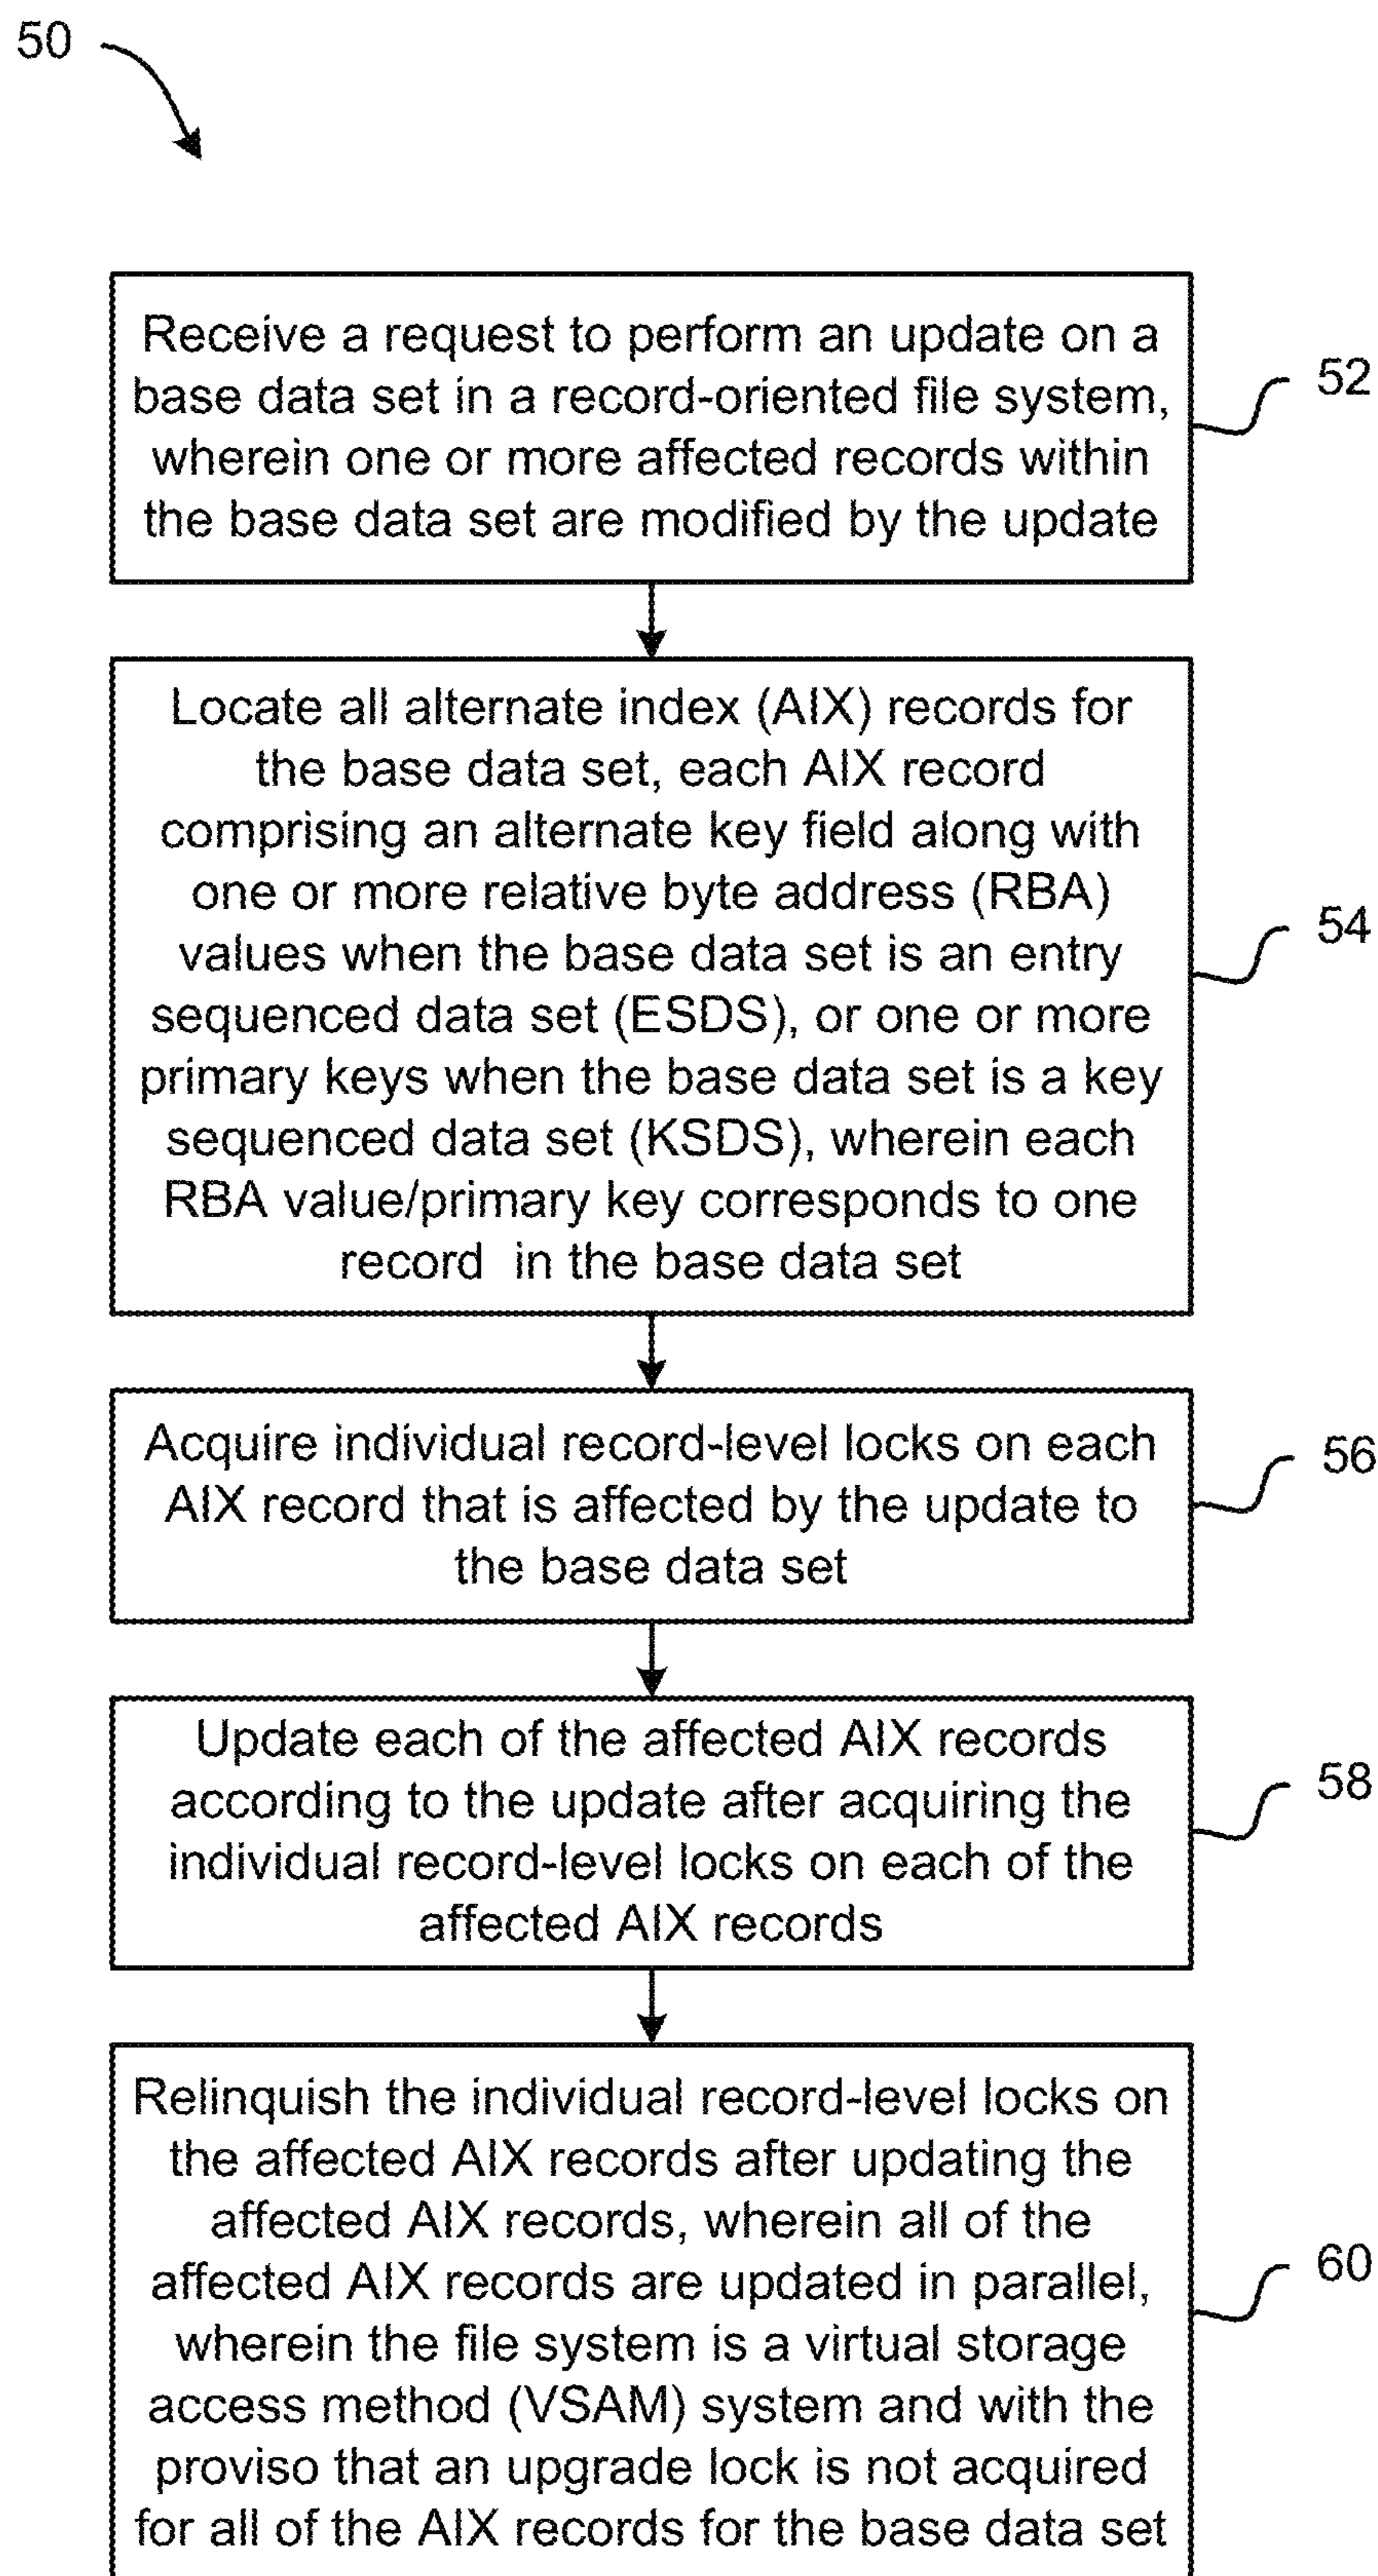 50
Receive a request to perform an update on a
base data set in a record-oriented file system,
wherein one or more affected records within
the base data set are modified by the update
52
Locate all alternate index (AIX) records for
the base data set, each AIX record
comprising an alternate key field along with
one or more relative byte address (RBA)
values when the base data set is an entry
sequenced data set (ESDS), or one or more
primary keys when the base data set is a key
sequenced data set (KSDS), wherein each
RBA value/primary key corresponds to one
record in the base data set
54
Acquire individual record-level locks on each
AIX record that is affected by the update to
the base data set
56
Update each of the affected AIX records
according to the update after acquiring the
individual record-level locks on each of the
affected AIX records
58
Relinquish the individual record-level locks on
the affected AIX records after updating the
affected AIX records, wherein all of the
affected AIX records are updated in parallel,
wherein the file system is a virtual storage
access method (VSAM) system and with the
proviso that an upgrade lock is not acquired
for all of the AIX records for the base data set
60